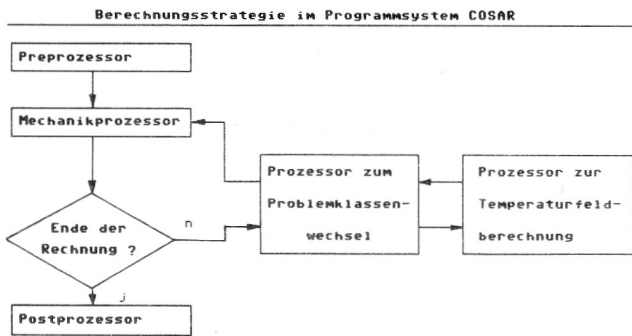 Berechnungsstrategie im Programmsystem COSAR
Preprozessor
Mechanikprozessor
Prozessor zum
Problemklassen-
wechsel
Prozessor zur
Temperaturfeld-
berechnung
Ende der
Rechnung ?
n
j
Postprozessor